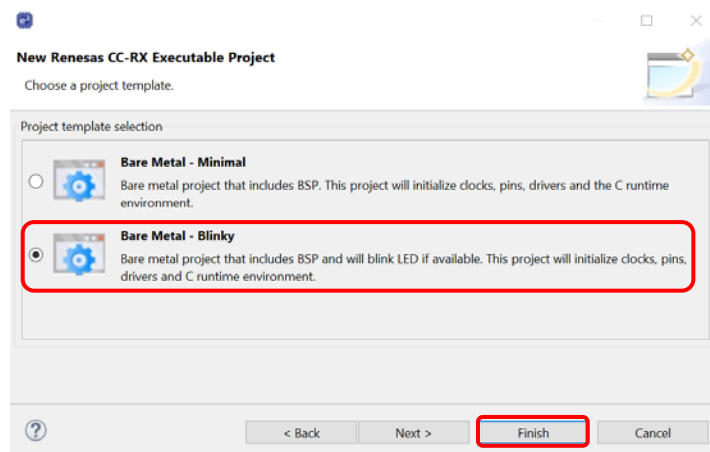 New Renesas CC-RX Executable Project
Choose a project template.
Project template selection
Bare Metal - Minimal
Bare metal project that includes BSP. This project will initialize clocks, pins, drivers and the C runtime
environment.
Bare Metal - Blinky
Bare metal project that includes BSP and will blink LED if available. This project will initialize clocks, pins,
drivers and C runtime environment.
?
< Back
Next >
Finish
Cancel